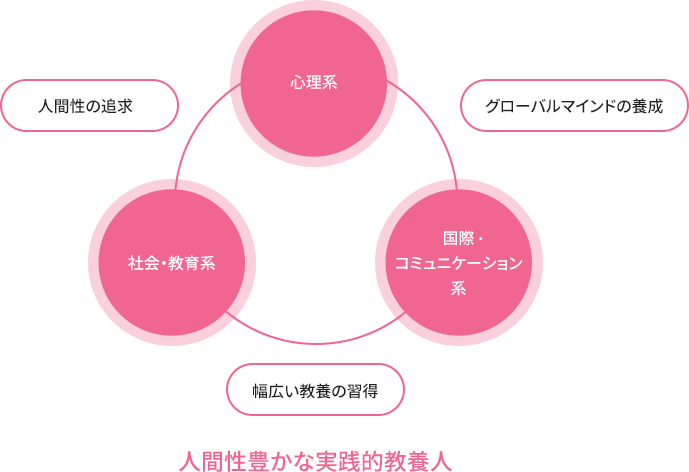 心理系
人間性の追求
グローバルマインドの養成
社会・教育系
国際・
コミュニケーション
系
幅広い教養の習得
人間性豊かな実践的教養人